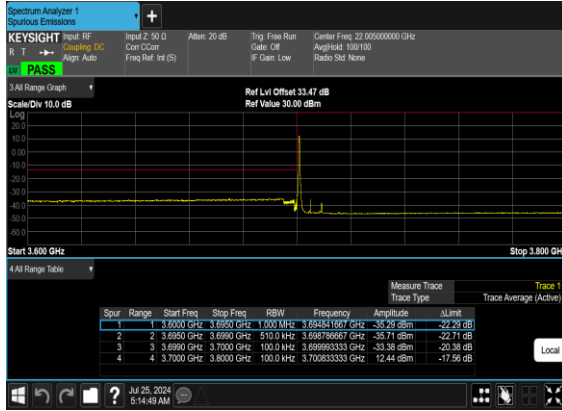 Spectrum Analyzer 1
Spurious Emissions
KEYSIGHT Input: RF Input Z: 50 Ω Atten: 20 dB Trig: Free Run Center Freq: 22.005000000 GHz
R T Coupling: DC Corr CCorr Gate: Off Avg|Hold: 100/100
Align: Auto Freq Ref: Int (S) IF Gain: Low Radio Std: None
PASS
3 All Range Graph Ref Lvl Offset 33.47 dB
Scale/Div 10.0 dB Ref Value 30.00 dBm
Log
20.0
10.0
0.00
-10.0
-20.0
-30.0
-40.0
-50.0
-60.0
Start 3.600 GHz Stop 3.800 GHz
4 All Range Table
Measure Trace Trace 1
Trace Type Trace Average (Active)
Spur Range Start Freq Stop Freq RBW Frequency Amplitude ΔLimit
1 1 3.6000 GHz 3.6950 GHz 1.000 MHz 3.694841667 GHz -35.29 dBm -22.29 dB
2 2 3.6950 GHz 3.6990 GHz 510.0 kHz 3.698786667 GHz -35.71 dBm -22.71 dB
3 3 3.6990 GHz 3.7000 GHz 100.0 kHz 3.699993333 GHz -33.38 dBm -20.38 dB
4 4 3.7000 GHz 3.8000 GHz 100.0 kHz 3.700833333 GHz 12.44 dBm -17.56 dB
Local
? Jul 25, 2024
5:14:49 AM